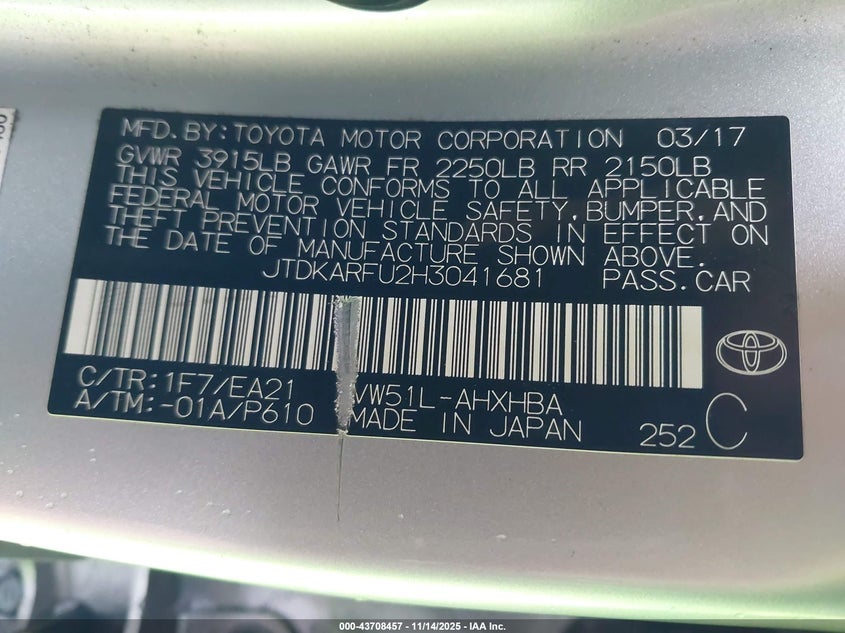 MFD.BY:TOYOTA MOTOR CORPORATION 03/17
GVWR 3915LB GAWR FR 2250LB RR 2150LB
THIS VEHICLE CONFORMS TO ALL APPLICABLE
FEDERAL MOTOR VEHICLE SAFETY,BUMPER,AND
THEFT PREVENTION STANDARDS IN EFFECT ON
THE DATE OF MANUFACTURE SHOWN ABOVE.
JTDKARFU2H3041681 PASS.CAR
C/TR:1F7/EA21 VW51L-AHXHBA
A/TM:-01A/P610 MADE IN JAPAN 252 C
000-43708457 - 11/14/2025 - IAA Inc.